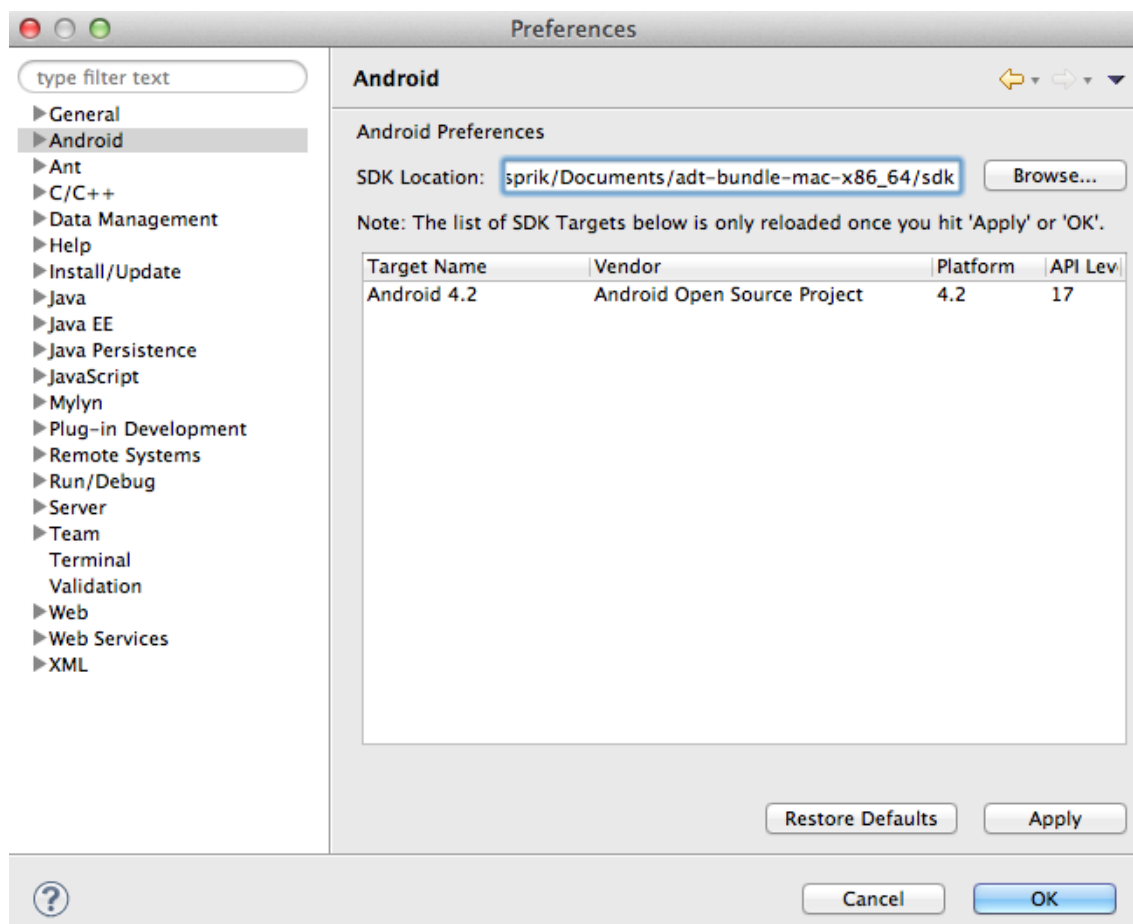 Preferences
type filter text
General
Android
Ant
C/C++
Data Management
Help
Install/Update
Java
Java EE
Java Persistence
JavaScript
Mylyn
Plug-in Development
Remote Systems
Run/Debug
Server
Team
Terminal
Validation
Web
Web Services
XML
Android
Android Preferences
SDK Location: sprik/Documents/adt-bundle-mac-x86_64/sdk Browse...
Note: The list of SDK Targets below is only reloaded once you hit 'Apply' or 'OK'.
Target Name Vendor Platform API Lev
Android 4.2 Android Open Source Project 4.2 17
Restore Defaults Apply
? Cancel OK